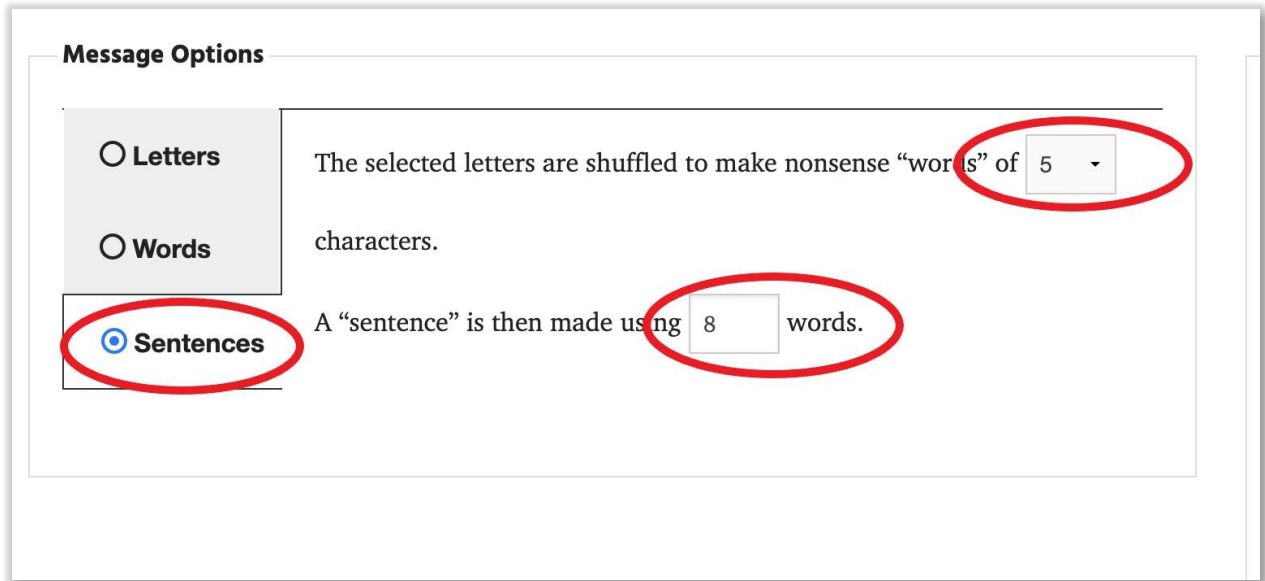 Message Options
Letters
The selected letters are shuffled to make nonsense “words” of 5
Words
characters.
Sentences
A “sentence” is then made using 8 words.